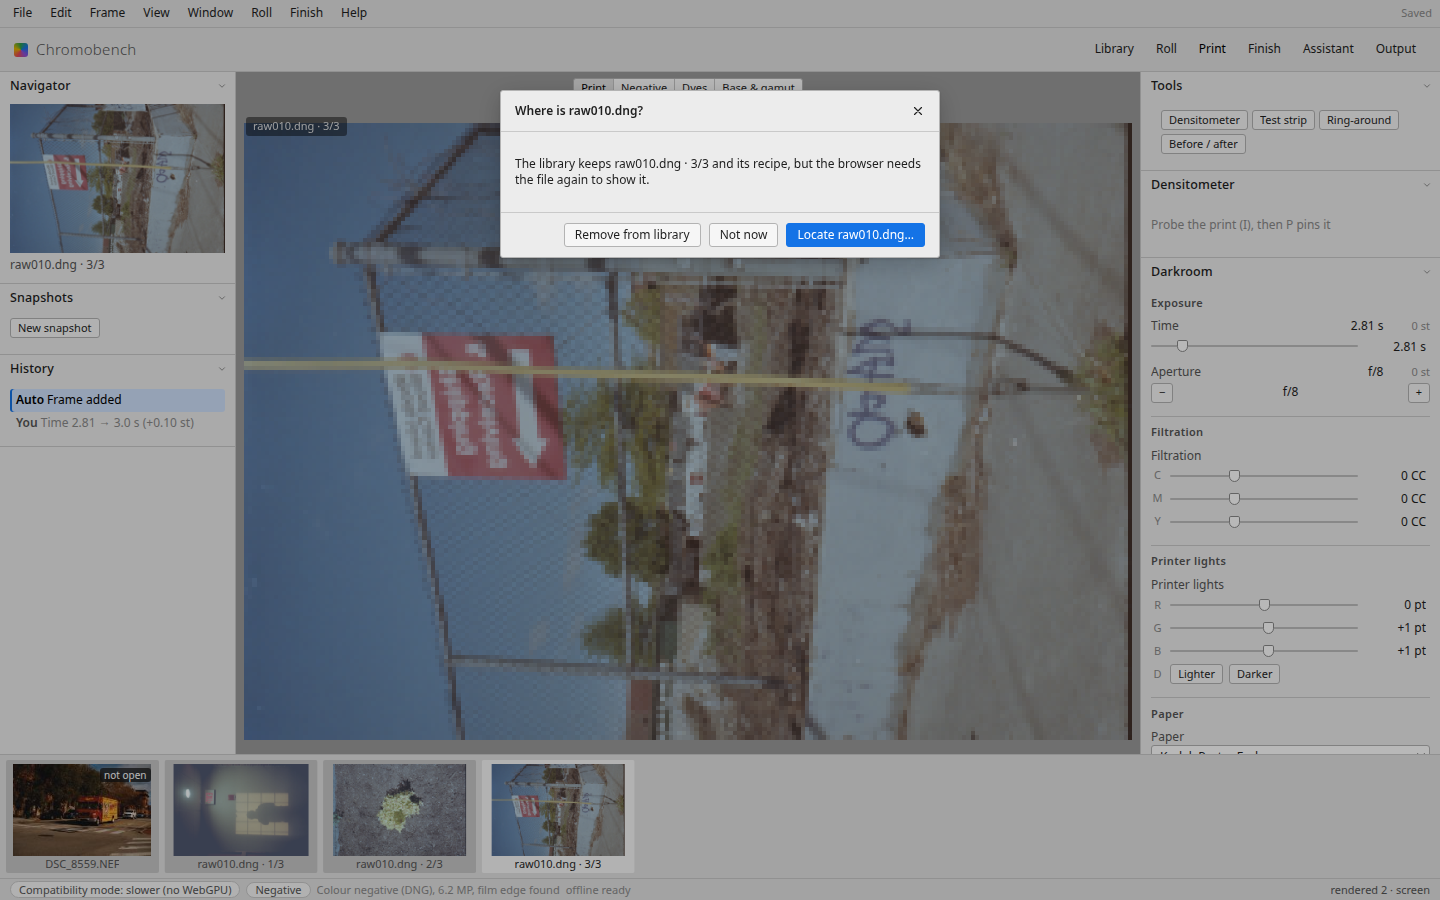 File Edit Frame View Window Roll Finish Help
Saved
Chromobench
Library Roll Print Finish Assistant Output
Navigator
raw010.dng · 3/3
Snapshots
New snapshot
History
Auto Frame added
You Time 2.81 → 3.0 s (+0.10 st)
Print Negative Dyes Base & gamut
raw010.dng · 3/3
Where is raw010.dng?
The library keeps raw010.dng · 3/3 and its recipe, but the browser needs
the file again to show it.
Remove from library Not now Locate raw010.dng...
Tools
Densitometer Test strip Ring-around
Before / after
Densitometer
Probe the print (I), then P pins it
Darkroom
Exposure
Time 2.81 s 0 st
2.81 s
Aperture f/8 0 st
− f/8 +
Filtration
Filtration
C 0 CC
M 0 CC
Y 0 CC
Printer lights
Printer lights
R 0 pt
G +1 pt
B +1 pt
D Lighter Darker
Paper
Paper
not open
DSC_8559.NEF
raw010.dng · 1/3
raw010.dng · 2/3
raw010.dng · 3/3
Compatibility mode: slower (no WebGPU) Negative Colour negative (DNG), 6.2 MP, film edge found offline ready
rendered 2 · screen